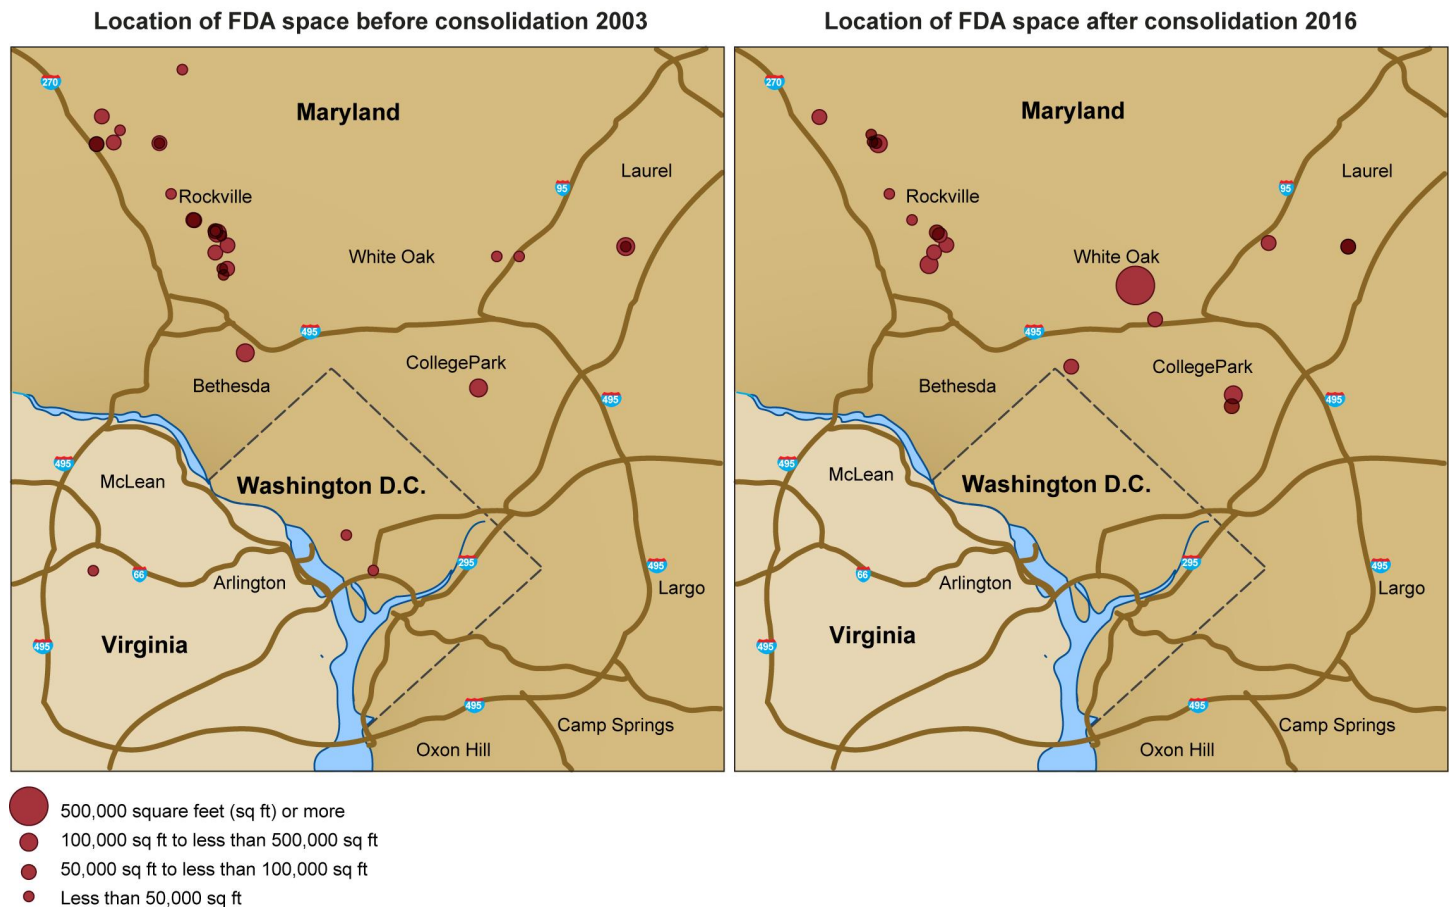 Location of FDA space before consolidation 2003
270
Maryland
Laurel
95
Rockville
White Oak
495
CollegePark
Bethesda
495
495
McLean
Washington D.C.
66
Arlington
295
495
Largo
495
Virginia
495
Camp Springs
Oxon Hill
Location of FDA space after consolidation 2016
270
Maryland
Laurel
95
Rockville
White Oak
495
CollegePark
Bethesda
495
495
McLean
Washington D.C.
66
Arlington
295
495
Largo
495
Virginia
495
Camp Springs
Oxon Hill
500,000 square feet (sq ft) or more
100,000 sq ft to less than 500,000 sq ft
50,000 sq ft to less than 100,000 sq ft
Less than 50,000 sq ft